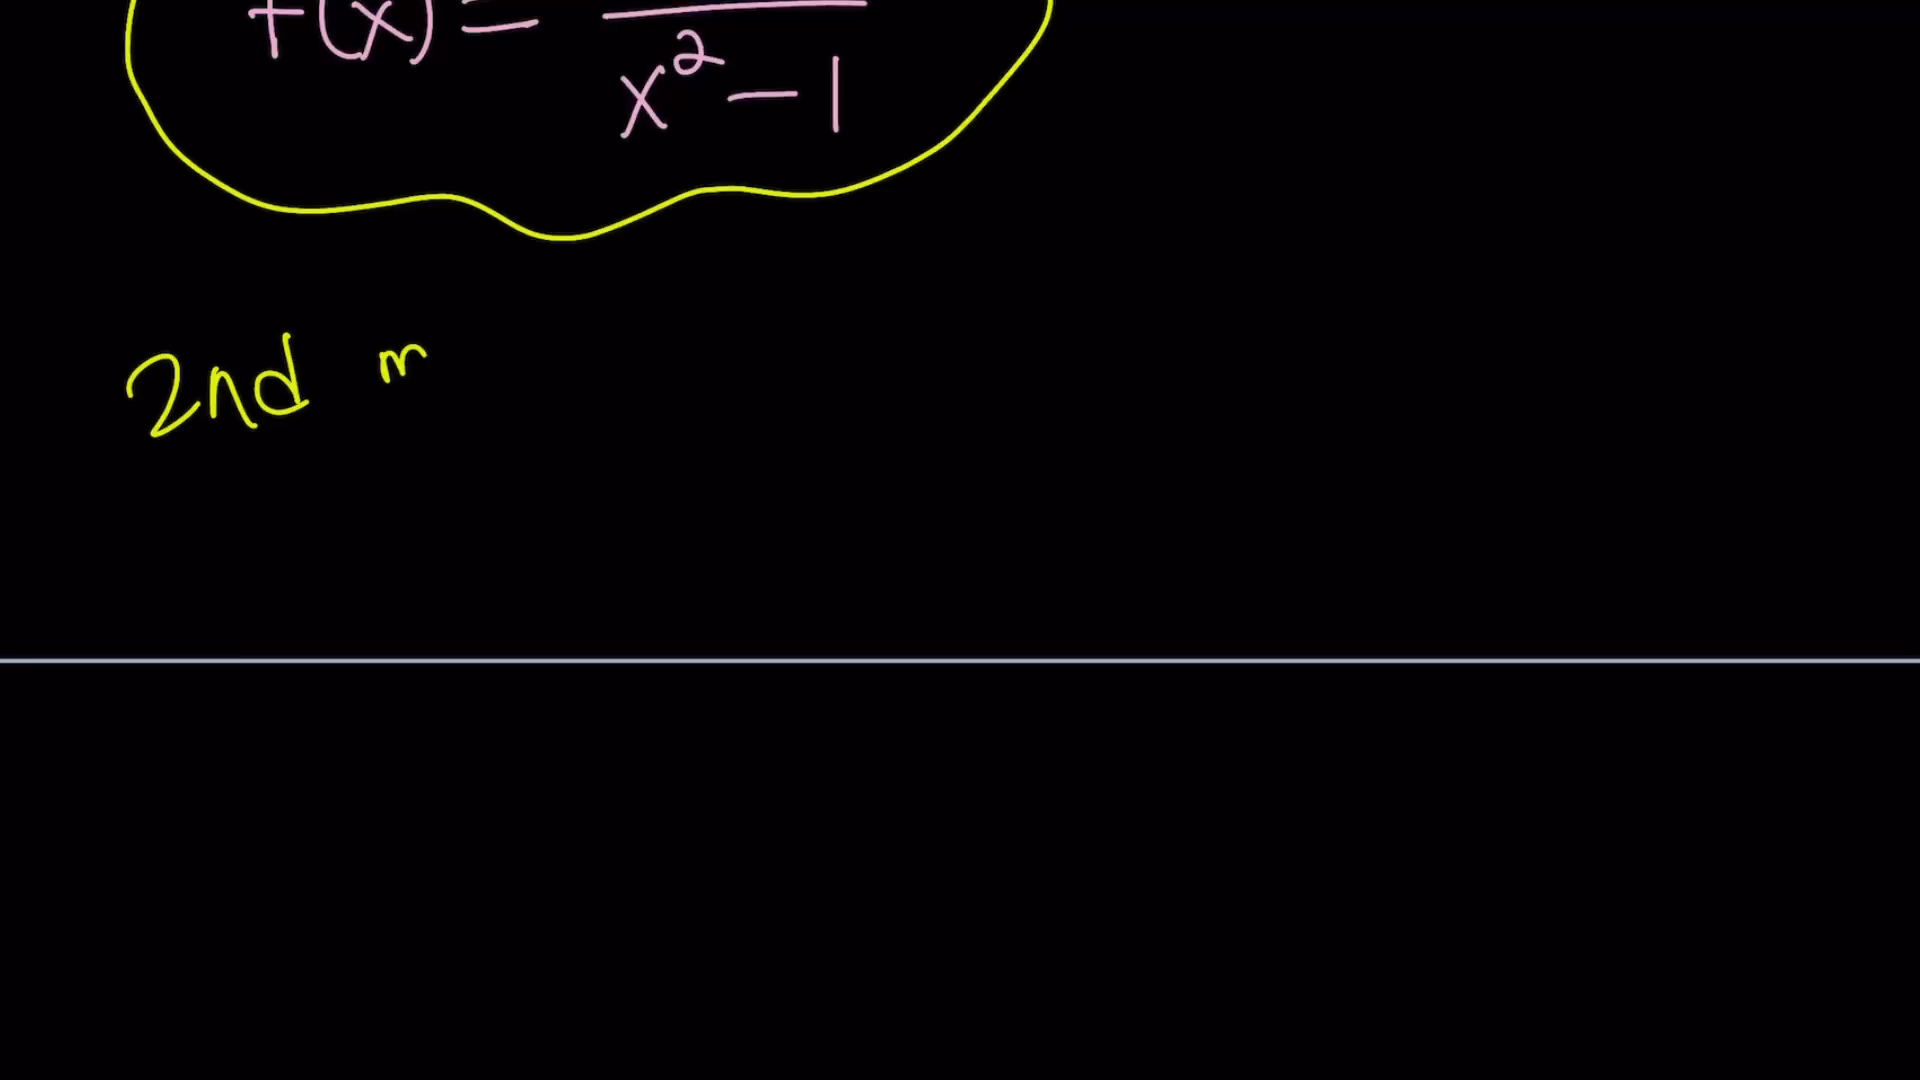 f(x) =
x² - 1
2nd m